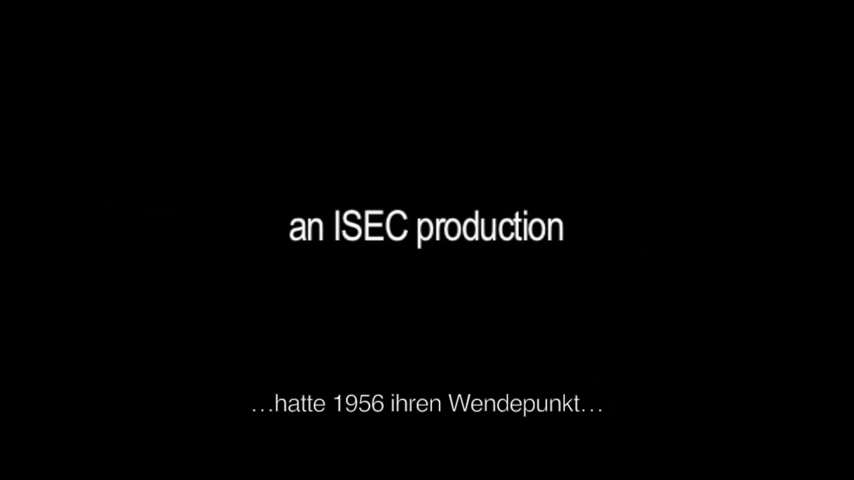 an ISEC production
…hatte 1956 ihren Wendepunkt…